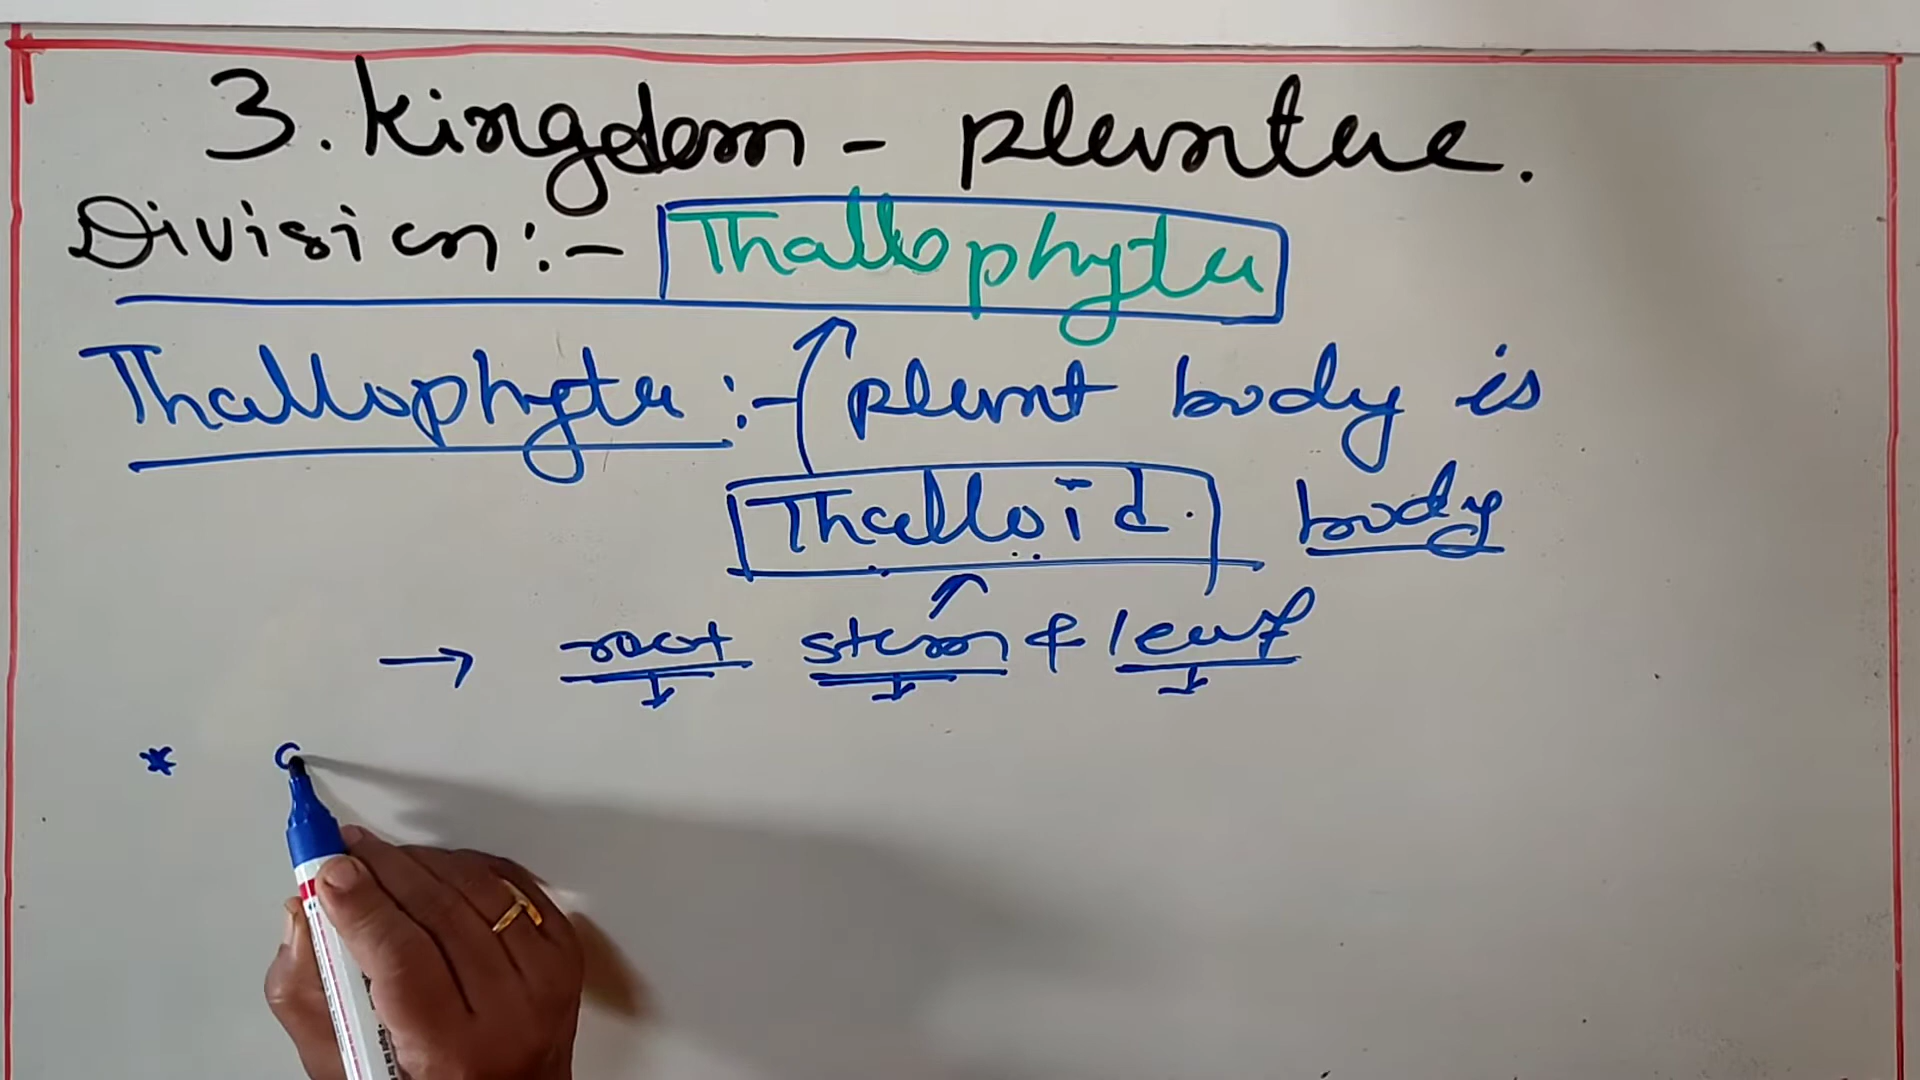 3. Kingdom - plantae.
Division:- Thallophyta
Thallophyta :- plant body is
Thalloid. body
→ root stem & leaf
*